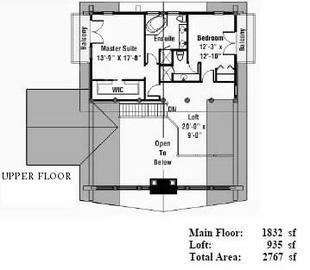 Balcony
Master Suite
13'-9" X 17'-8"
Ensuite
Bedroom
12'-3" x
12'-10"
Balcony
WIC
DN
Loft
20'-0" x
9'-0"
Open
To
Below
UPPER FLOOR
Main Floor: 1832 sf
Loft: 935 sf
Total Area: 2767 sf